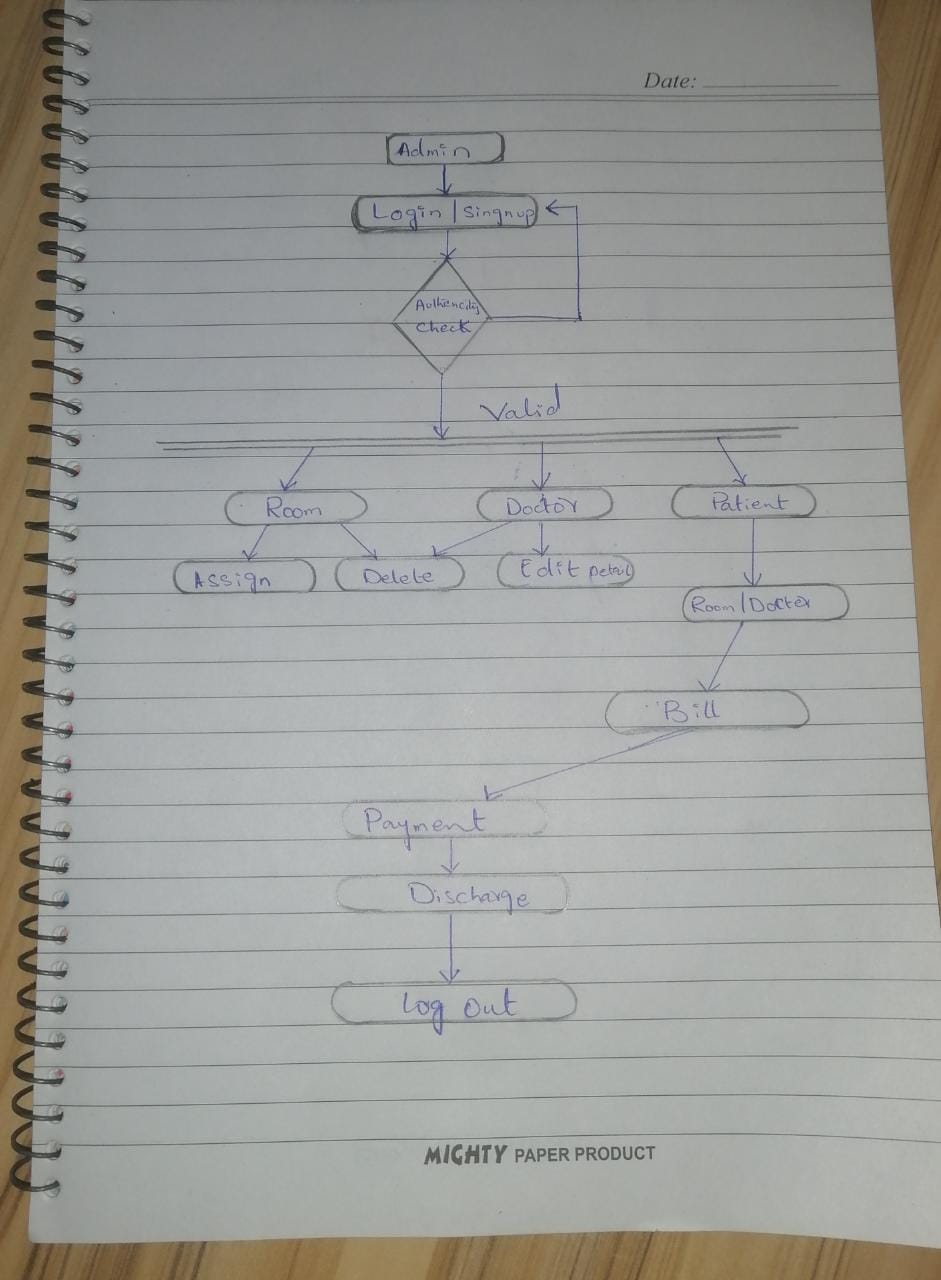 Date:
Admin
Login | Singnup
Authencity
Check
Valid
Room
Doctor
Patient
Assign
Delete
Edit Detail
Room | Docter
Bill
Payment
Discharge
Log Out
MIGHTY PAPER PRODUCT